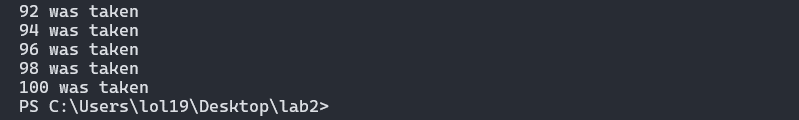 92 was taken
94 was taken
96 was taken
98 was taken
100 was taken
PS C:\Users\lol19\Desktop\lab2>